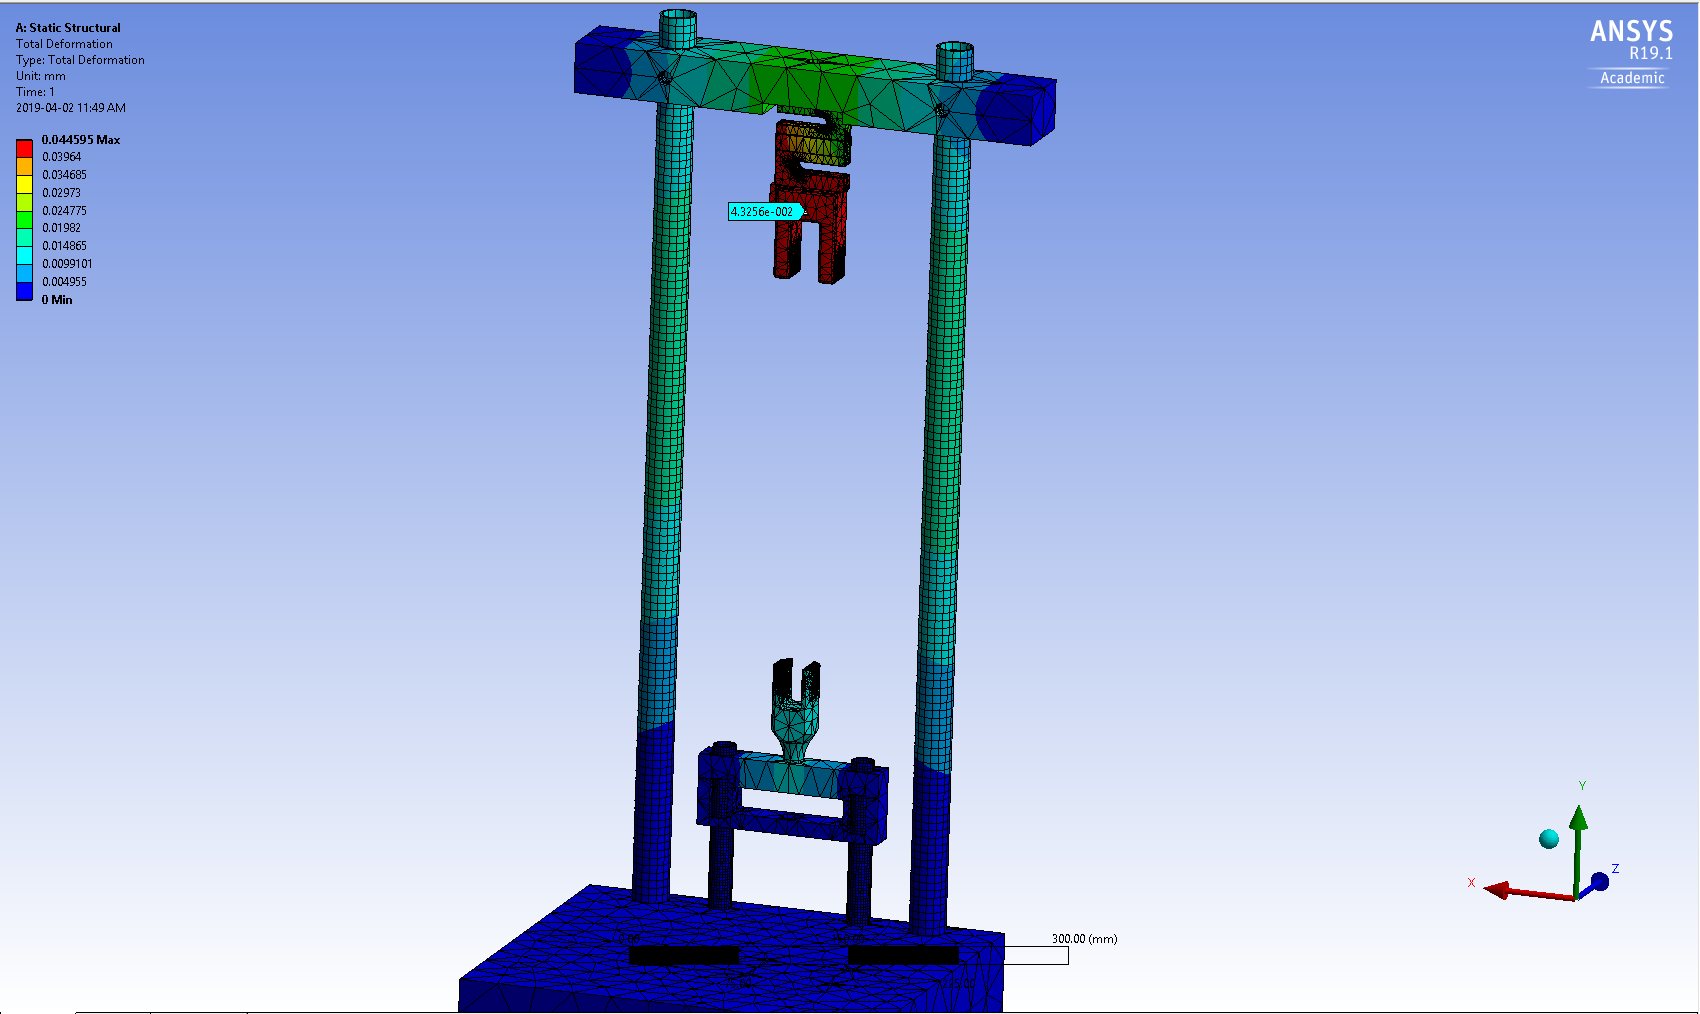 A: Static Structural
Total Deformation
Type: Total Deformation
Unit: mm
Time: 1
2019-04-02 11:49 AM
0.044595 Max
0.03964
0.034685
0.02973
0.024775
0.01982
0.014865
0.0099101
0.004955
0 Min
ANSYS
R19.1
Academic
4.3256e-002
300.00 (mm)
Y
X
Z